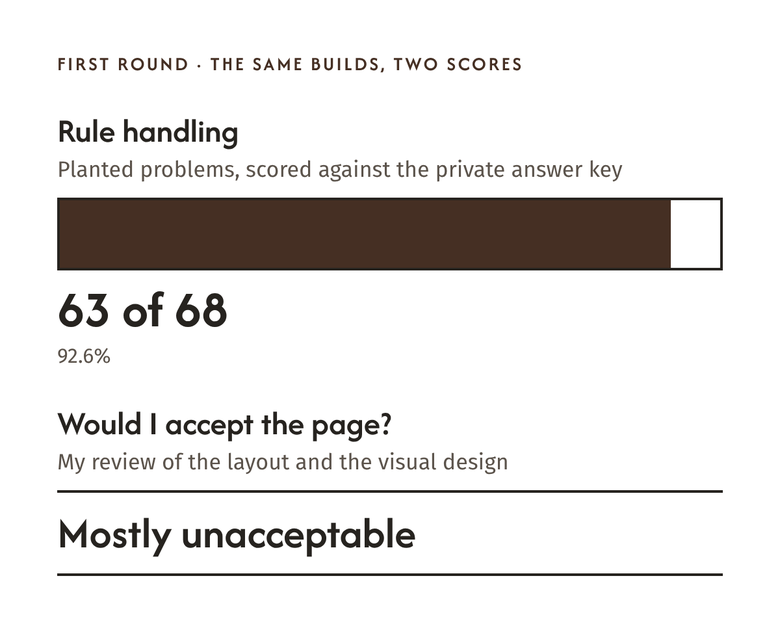 FIRST ROUND · THE SAME BUILDS, TWO SCORES
Rule handling
Planted problems, scored against the private answer key
63 of 68
92.6%
Would I accept the page?
My review of the layout and the visual design
Mostly unacceptable